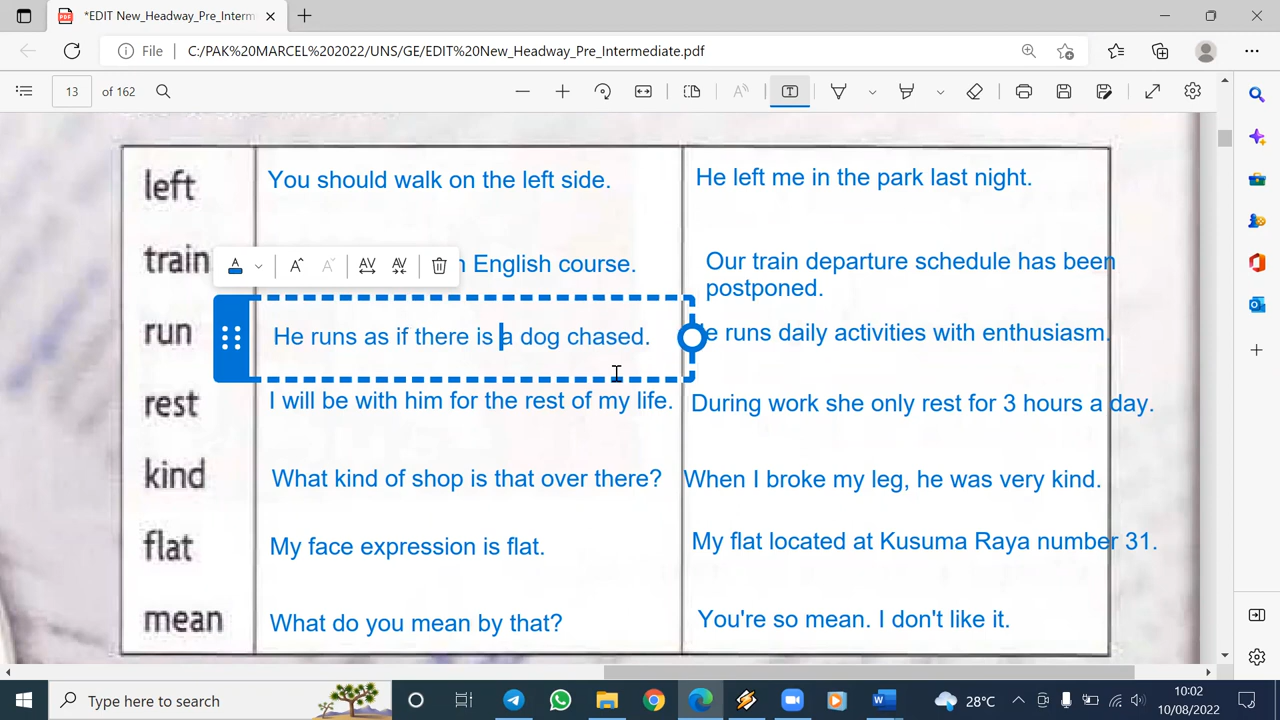 *EDIT New_Headway_Pre_Interm
File
C:/PAK%20MARCEL%202022/UNS/GE/EDIT%20New_Headway_Pre_Intermediate.pdf
13 of 162
left You should walk on the left side. He left me in the park last night.
train English course. Our train departure schedule has been
postponed.
run He runs as if there is a dog chased. e runs daily activities with enthusiasm.
rest I will be with him for the rest of my life. During work she only rest for 3 hours a day.
kind What kind of shop is that over there? When I broke my leg, he was very kind.
flat My face expression is flat. My flat located at Kusuma Raya number 31.
mean What do you mean by that? You're so mean. I don't like it.
Type here to search
28°C
10:02
10/08/2022